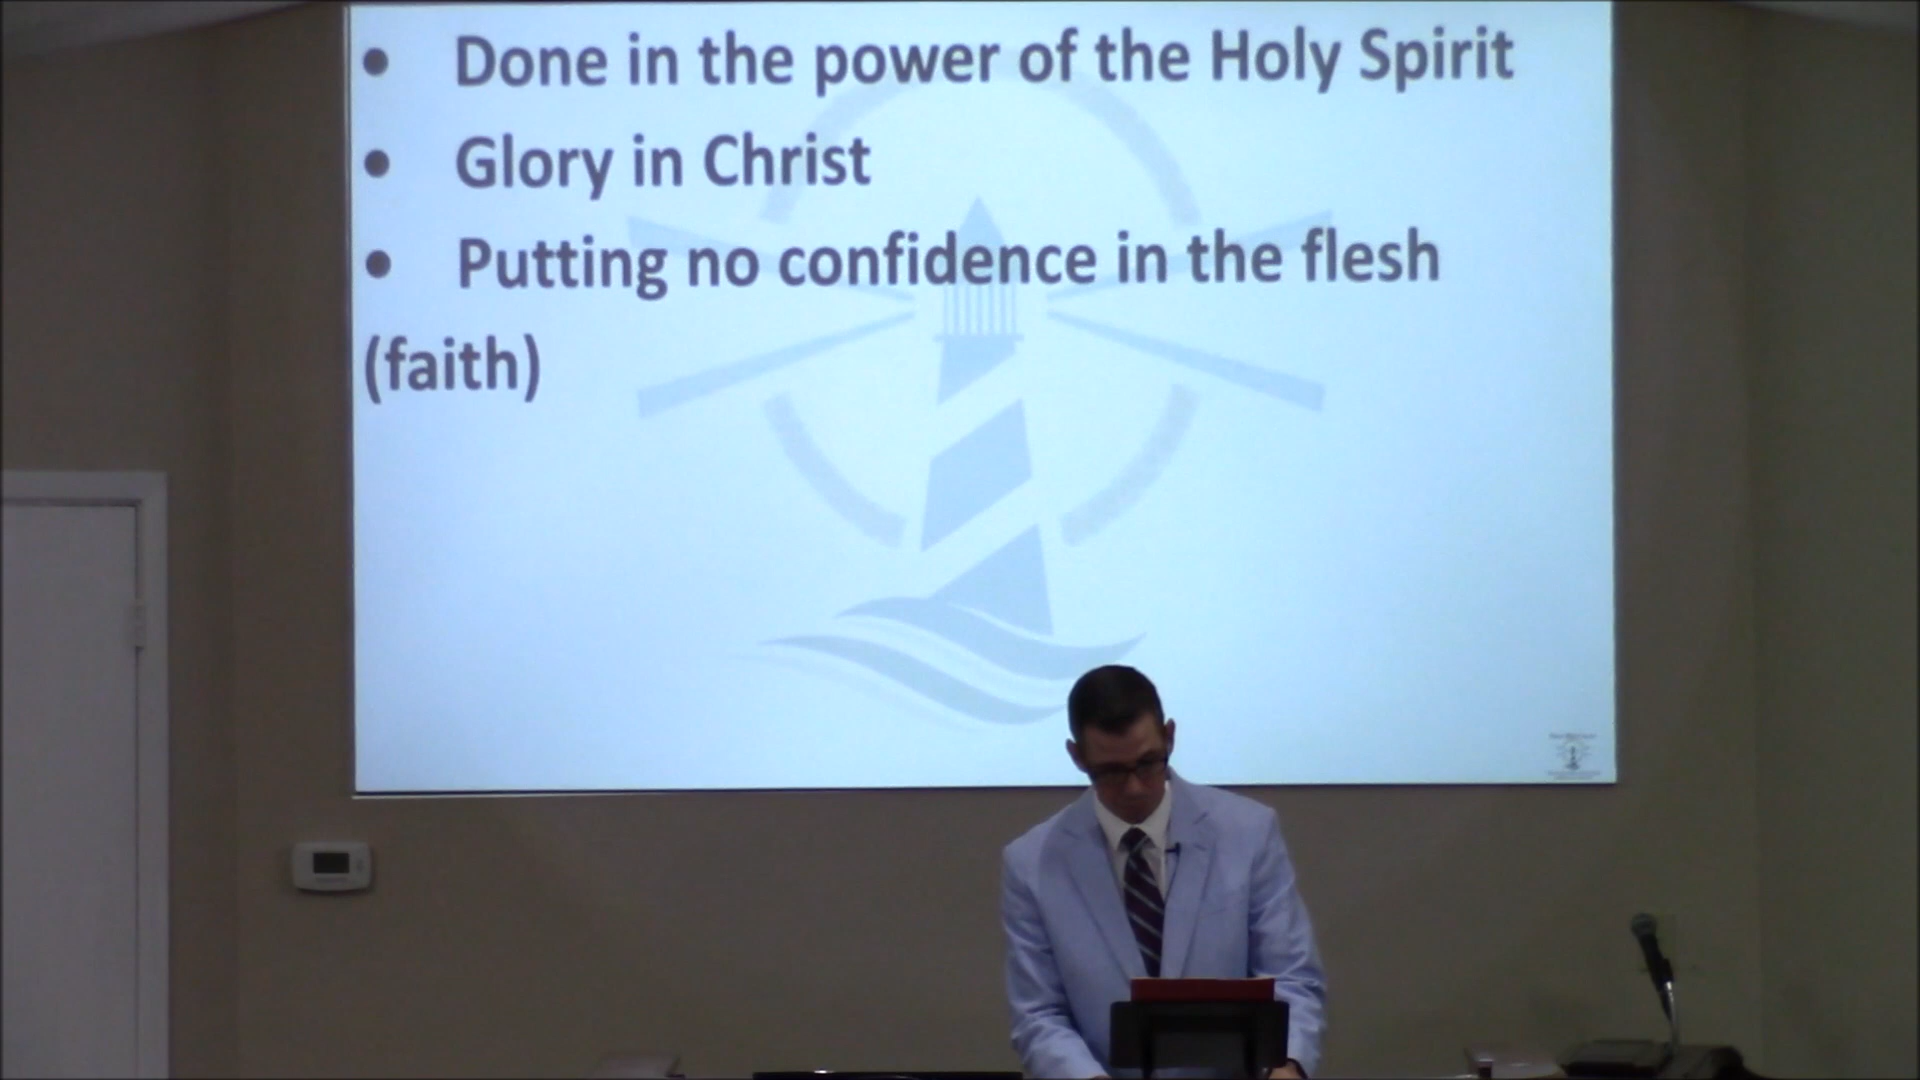 • Done in the power of the Holy Spirit
• Glory in Christ
• Putting no confidence in the flesh
(faith)